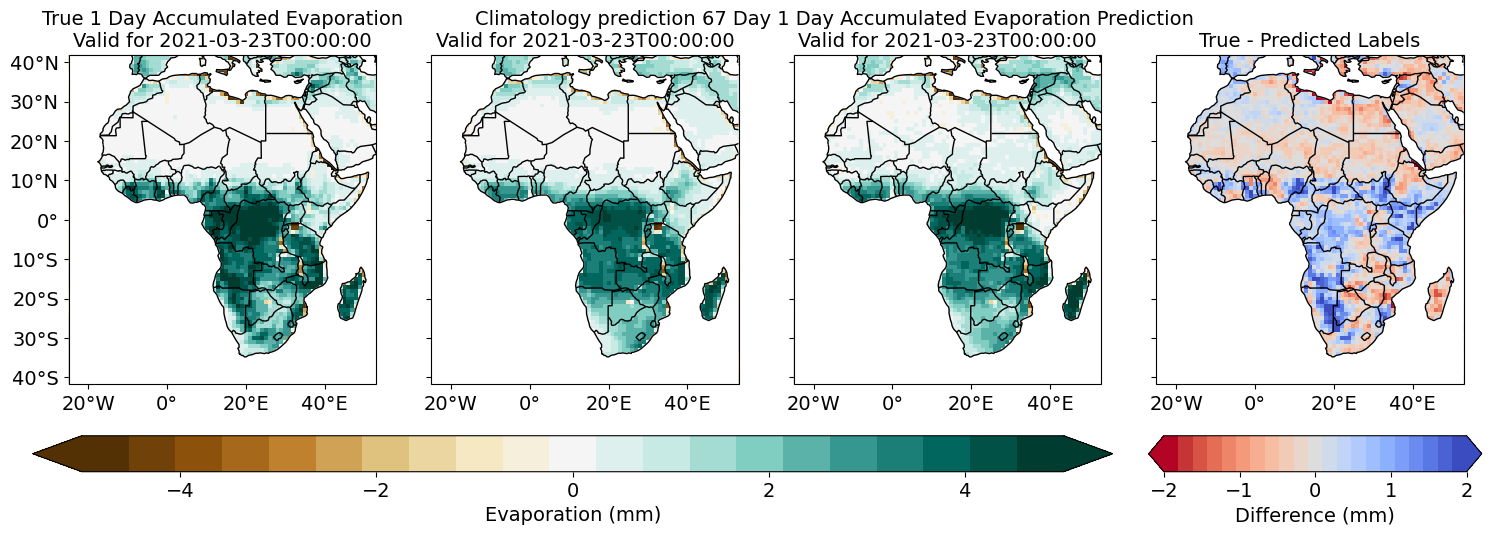 True 1 Day Accumulated Evaporation
Valid for 2021-03-23T00:00:00
Climatology prediction 67 Day 1 Day Accumulated Evaporation Prediction
Valid for 2021-03-23T00:00:00
Valid for 2021-03-23T00:00:00
True - Predicted Labels
40°N
30°N
20°N
10°N
0°
10°S
20°S
30°S
40°S
20°W 0° 20°E 40°E
20°W 0° 20°E 40°E
20°W 0° 20°E 40°E
20°W 0° 20°E 40°E
−4 −2 0 2 4
Evaporation (mm)
−2 −1 0 1 2
Difference (mm)